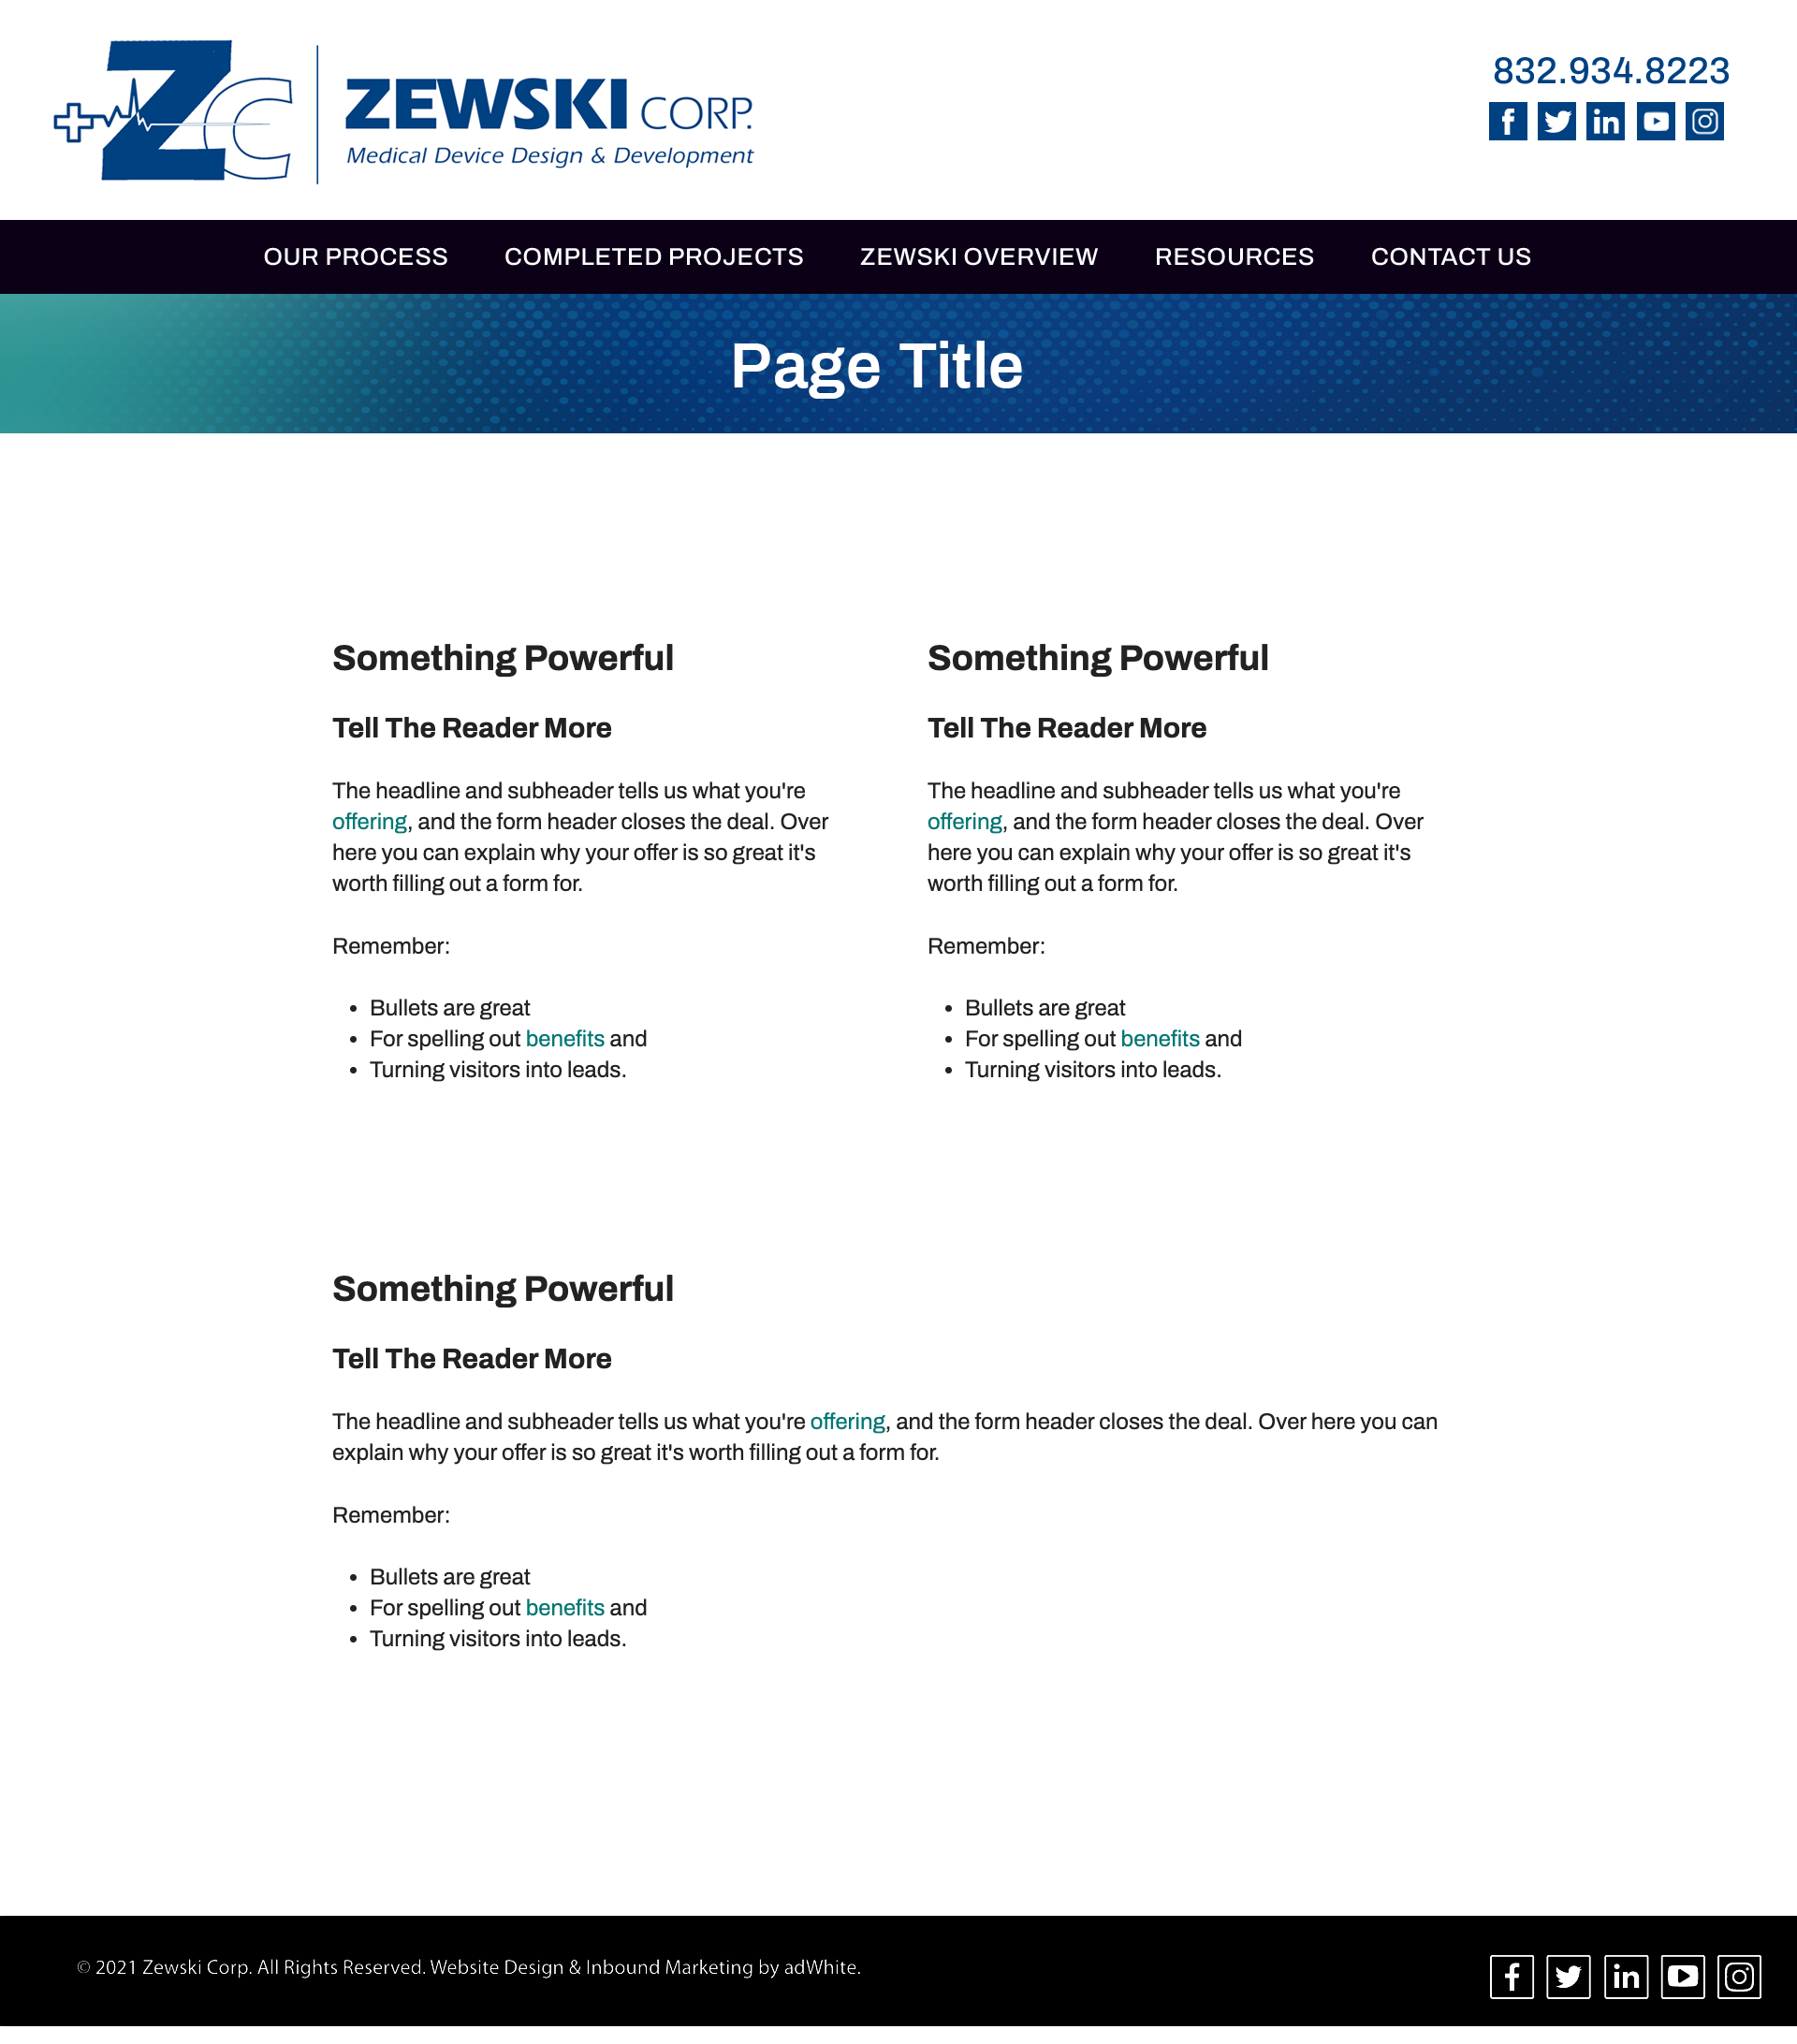 ZC
ZEWSKI CORP.
Medical Device Design & Development
832.934.8223
OUR PROCESS COMPLETED PROJECTS ZEWSKI OVERVIEW RESOURCES CONTACT US
Page Title
Something Powerful
Tell The Reader More
The headline and subheader tells us what you're
offering, and the form header closes the deal. Over
here you can explain why your offer is so great it's
worth filling out a form for.
Remember:
• Bullets are great
• For spelling out benefits and
• Turning visitors into leads.
Something Powerful
Tell The Reader More
The headline and subheader tells us what you're
offering, and the form header closes the deal. Over
here you can explain why your offer is so great it's
worth filling out a form for.
Remember:
• Bullets are great
• For spelling out benefits and
• Turning visitors into leads.
Something Powerful
Tell The Reader More
The headline and subheader tells us what you're offering, and the form header closes the deal. Over here you can
explain why your offer is so great it's worth filling out a form for.
Remember:
• Bullets are great
• For spelling out benefits and
• Turning visitors into leads.
© 2021 Zewski Corp. All Rights Reserved. Website Design & Inbound Marketing by adWhite.